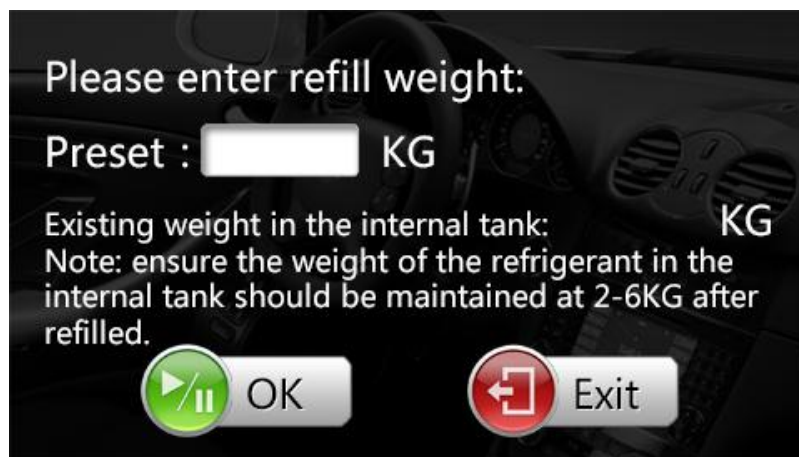 Please enter refill weight:
Preset : KG
Existing weight in the internal tank: KG
Note: ensure the weight of the refrigerant in the
internal tank should be maintained at 2-6KG after
refilled.
OK Exit